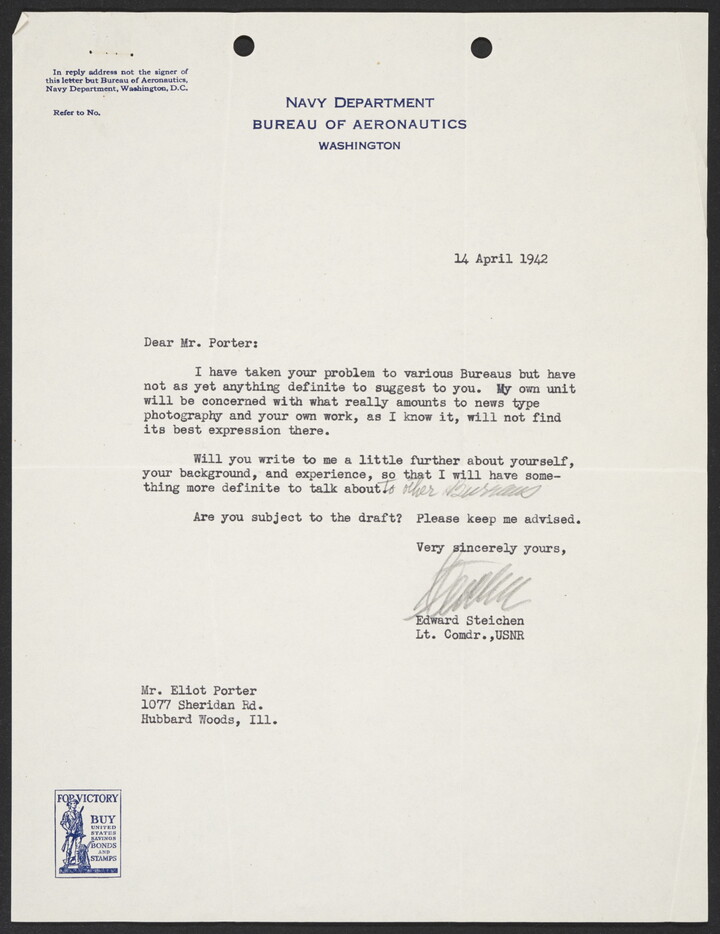 In reply address not the signer of
this letter but Bureau of Aeronautics,
Navy Department, Washington, D.C.
Refer to No.
NAVY DEPARTMENT
BUREAU OF AERONAUTICS
WASHINGTON
14 April 1942
Dear Mr. Porter:
I have taken your problem to various Bureaus but have
not as yet anything definite to suggest to you. My own unit
will be concerned with what really amounts to news type
photography and your own work, as I know it, will not find
its best expression there.
Will you write to me a little further about yourself,
your background, and experience, so that I will have some-
thing more definite to talk about to other Bureaus
Are you subject to the draft? Please keep me advised.
Very sincerely yours,
Steichen
Edward Steichen
Lt. Comdr.,USNR
Mr. Eliot Porter
1077 Sheridan Rd.
Hubbard Woods, Ill.
FOR VICTORY
BUY
UNITED
STATES
SAVINGS
BONDS
AND
STAMPS